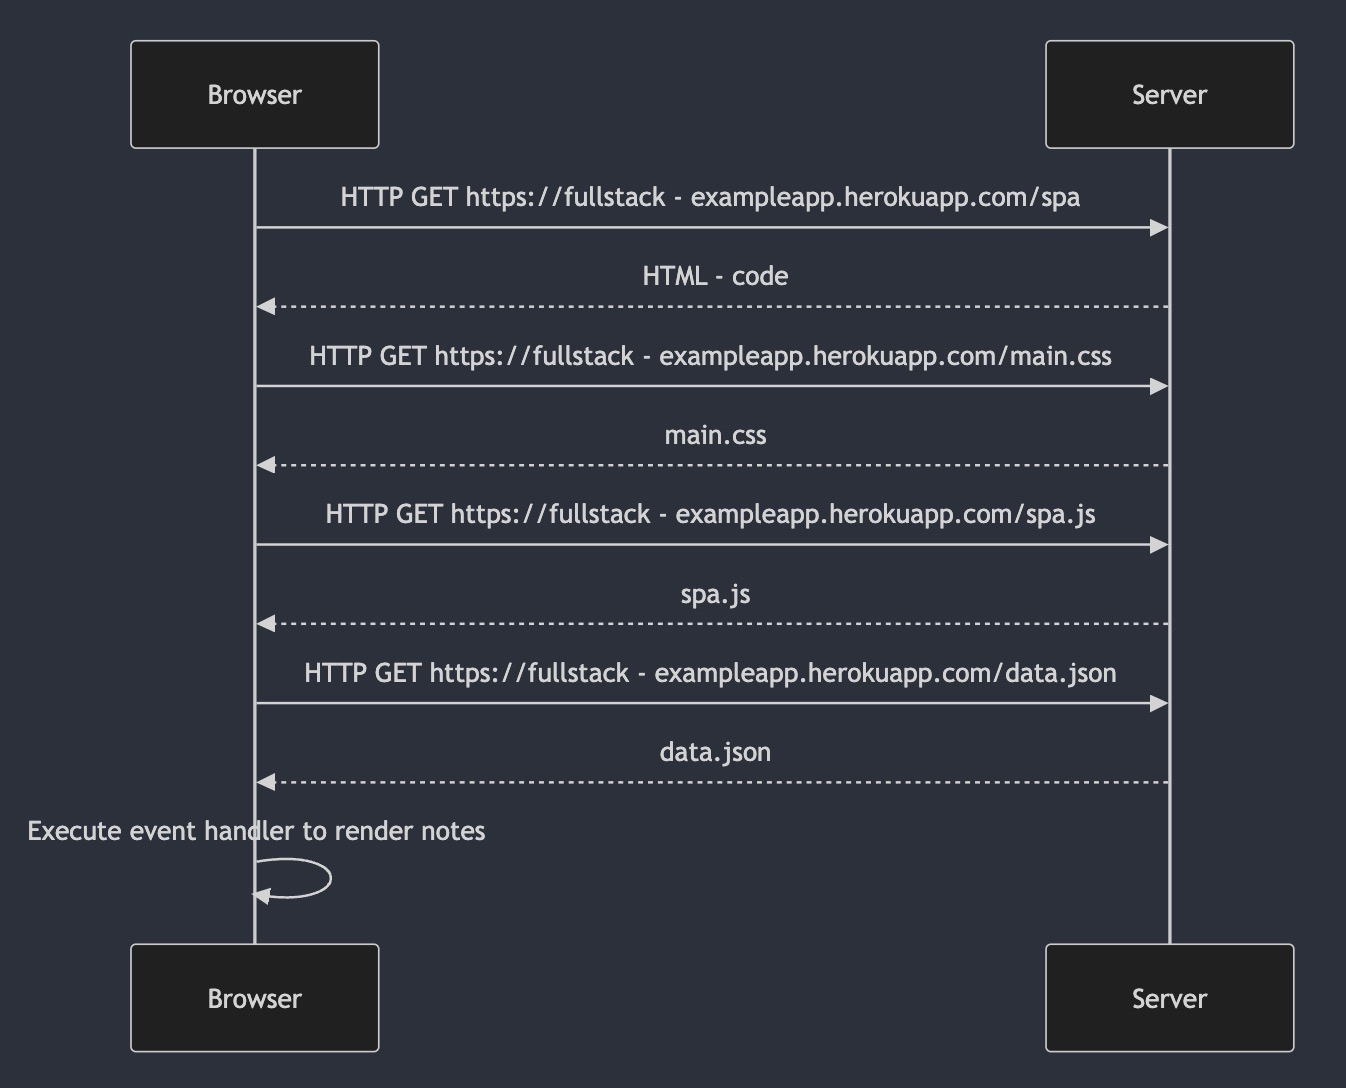 Browser
Server
HTTP GET https://fullstack - exampleapp.herokuapp.com/spa
HTML - code
HTTP GET https://fullstack - exampleapp.herokuapp.com/main.css
main.css
HTTP GET https://fullstack - exampleapp.herokuapp.com/spa.js
spa.js
HTTP GET https://fullstack - exampleapp.herokuapp.com/data.json
data.json
Execute event handler to render notes
Browser
Server